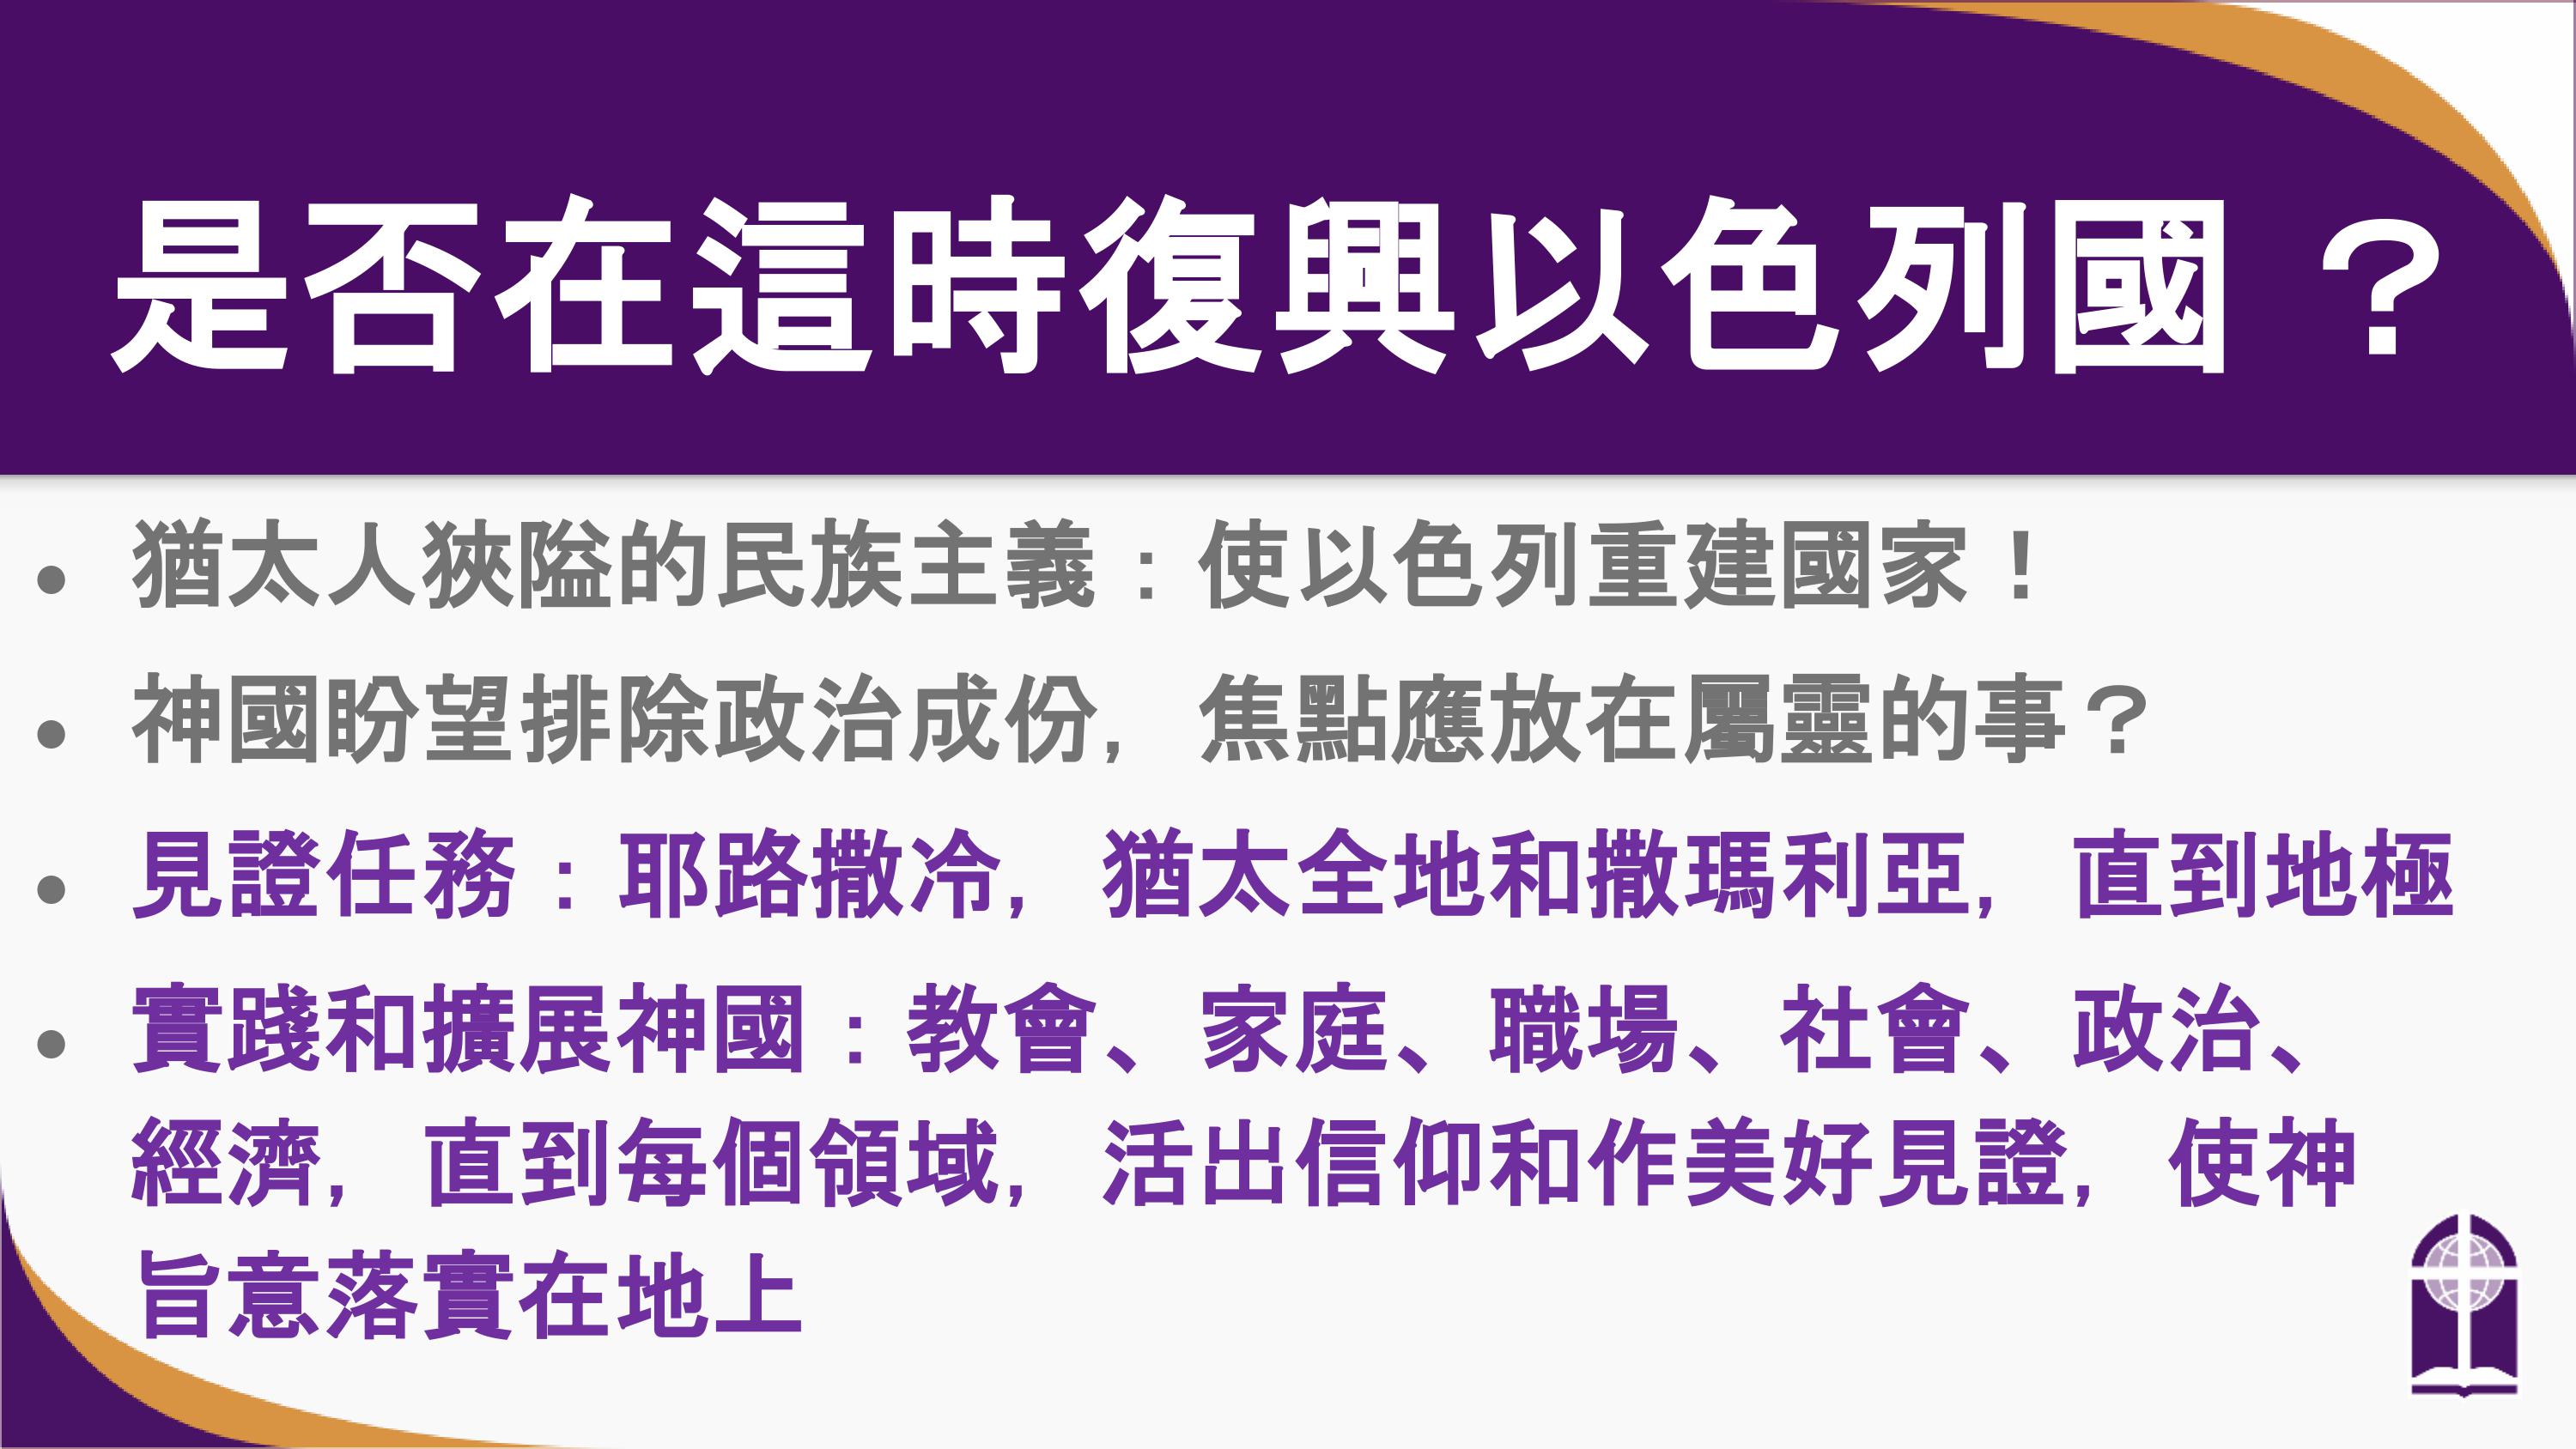 是否在這時復興以色列國？
• 猶太人狹隘的民族主義：使以色列重建國家！
• 神國盼望排除政治成份，焦點應放在屬靈的事？
• 見證任務：耶路撒冷，猶太全地和撒瑪利亞，直到地極
• 實踐和擴展神國：教會、家庭、職場、社會、政治、
經濟，直到每個領域，活出信仰和作美好見證，使神
旨意落實在地上